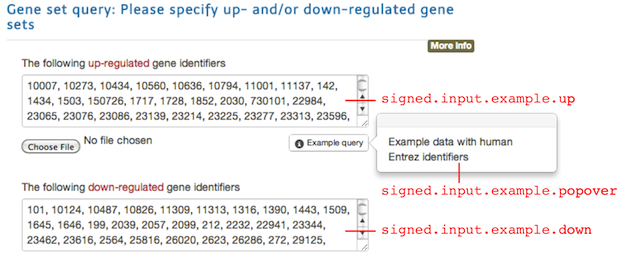 Gene set query: Please specify up- and/or down-regulated gene
sets
More Info
The following up-regulated gene identifiers
10007, 10273, 10434, 10560, 10636, 10794, 11001, 11137, 142,
1434, 1503, 150726, 1717, 1728, 1852, 2030, 730101, 22984,
23065, 23076, 23086, 23139, 23214, 23225, 23277, 23313, 23596,
signed.input.example.up
Choose File No file chosen
Example query
Example data with human
Entrez identifiers
signed.input.example.popover
The following down-regulated gene identifiers
101, 10124, 10487, 10826, 11309, 11313, 1316, 1390, 1443, 1509,
1645, 1646, 199, 2039, 2057, 2099, 212, 2232, 22941, 23344,
23462, 23616, 2564, 25816, 26020, 2623, 26286, 272, 29125,
signed.input.example.down